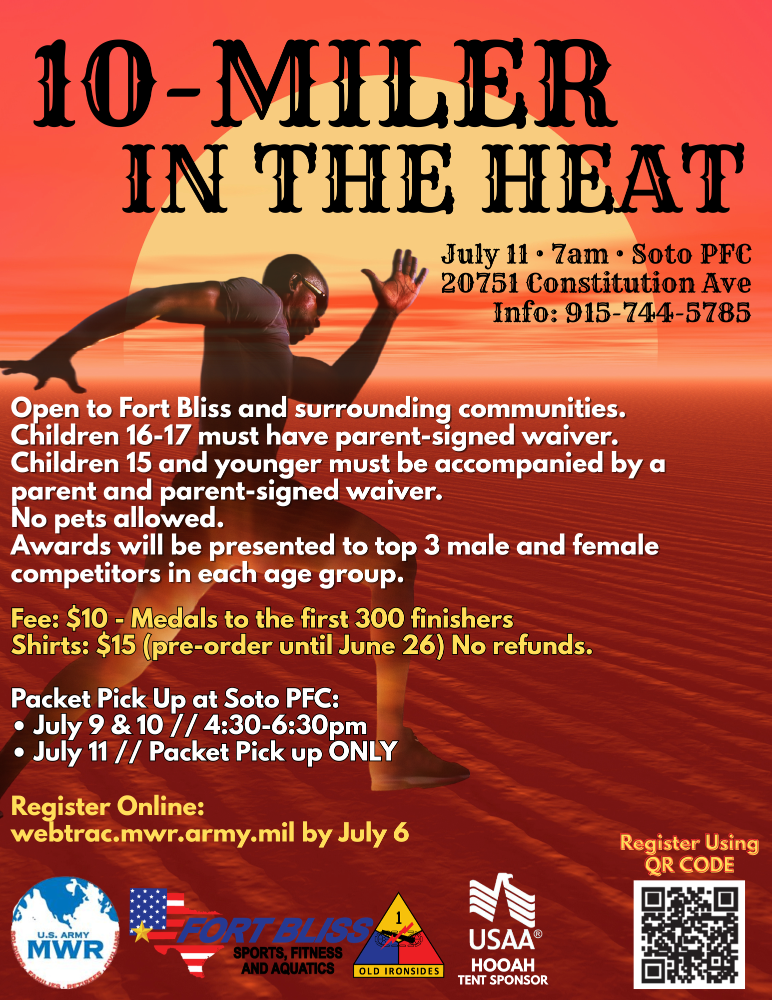 10-MILER
IN THE HEAT
July 11 • 7am • Soto PFC
20751 Constitution Ave
Info: 915-744-5785
Open to Fort Bliss and surrounding communities.
Children 16-17 must have parent-signed waiver.
Children 15 and younger must be accompanied by a
parent and parent-signed waiver.
No pets allowed.
Awards will be presented to top 3 male and female
competitors in each age group.
Fee: $10 - Medals to the first 300 finishers
Shirts: $15 (pre-order until June 26) No refunds.
Packet Pick Up at Soto PFC:
• July 9 & 10 // 4:30-6:30pm
• July 11 // Packet Pick up ONLY
Register Online:
webtrac.mwr.army.mil by July 6
Register Using
QR CODE
U.S. ARMY
MWR
SOLDIERS · FAMILIES · RETIREES · CIVILIANS
FORT BLISS
SPORTS, FITNESS
AND AQUATICS
1
OLD IRONSIDES
USAA®
HOOAH
TENT SPONSOR